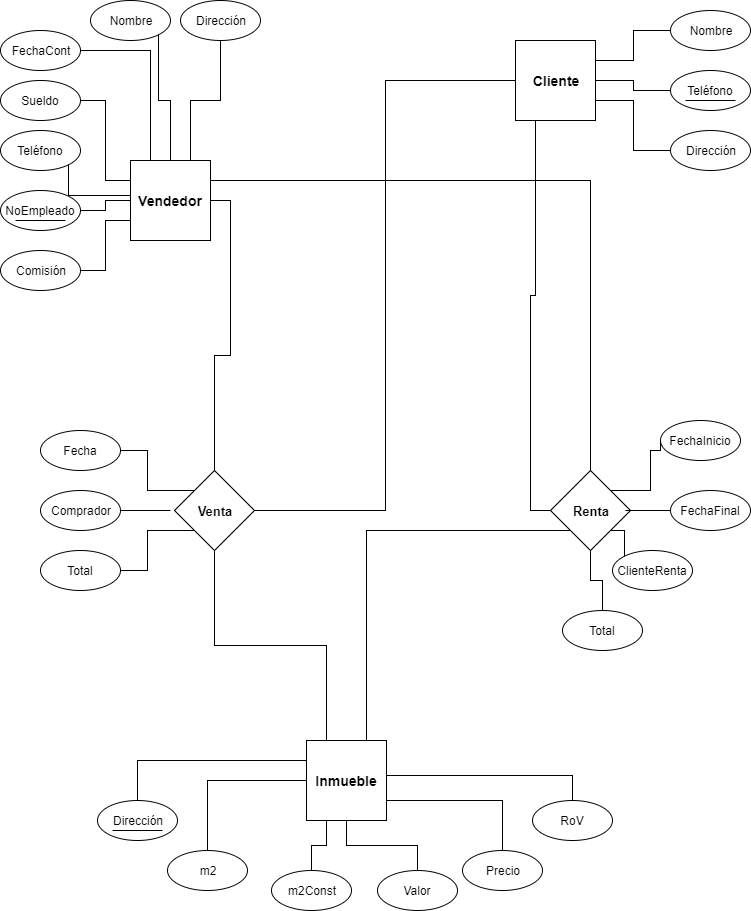 Nombre
Dirección
Nombre
FechaCont
Cliente
Teléfono
Sueldo
Teléfono
Dirección
Vendedor
NoEmpleado
Comisión
FechaInicio
Fecha
Comprador
Venta
Renta
FechaFinal
Total
ClienteRenta
Total
Inmueble
Dirección
RoV
m2
Precio
m2Const
Valor